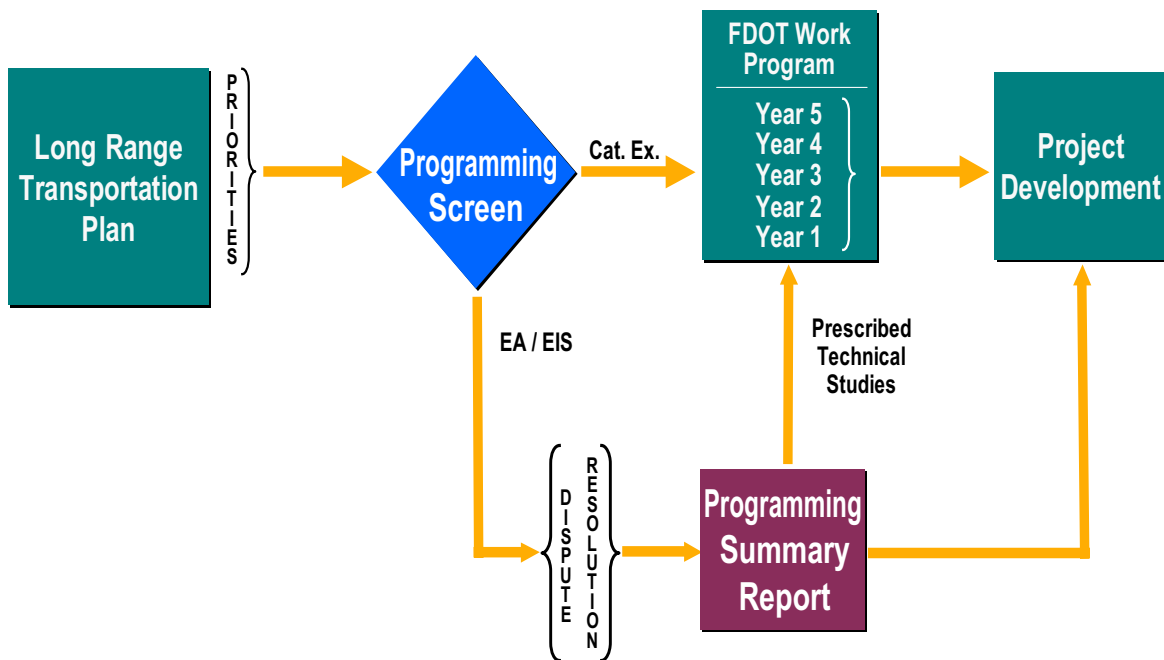 Long Range
Transportation
Plan
PRIORITIES
Programming
Screen
Cat. Ex.
FDOT Work
Program
Year 5
Year 4
Year 3
Year 2
Year 1
Project
Development
EA / EIS
DISPUTE
RESOLUTION
Prescribed
Technical
Studies
Programming
Summary
Report